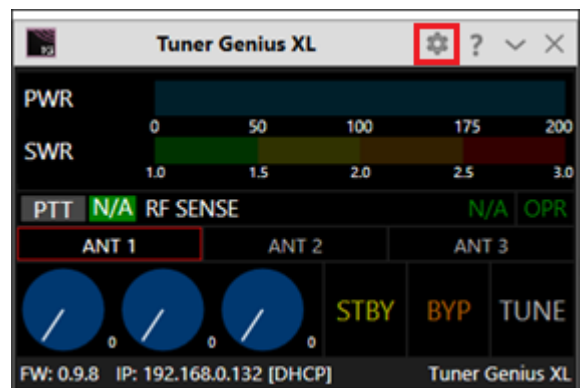 Tuner Genius XL ?
PWR
0 50 100 175 200
SWR
1.0 1.5 2.0 2.5 3.0
PTT N/A RF SENSE N/A OPR
ANT 1 ANT 2 ANT 3
0 0 0 STBY BYP TUNE
FW: 0.9.8 IP: 192.168.0.132 [DHCP] Tuner Genius XL